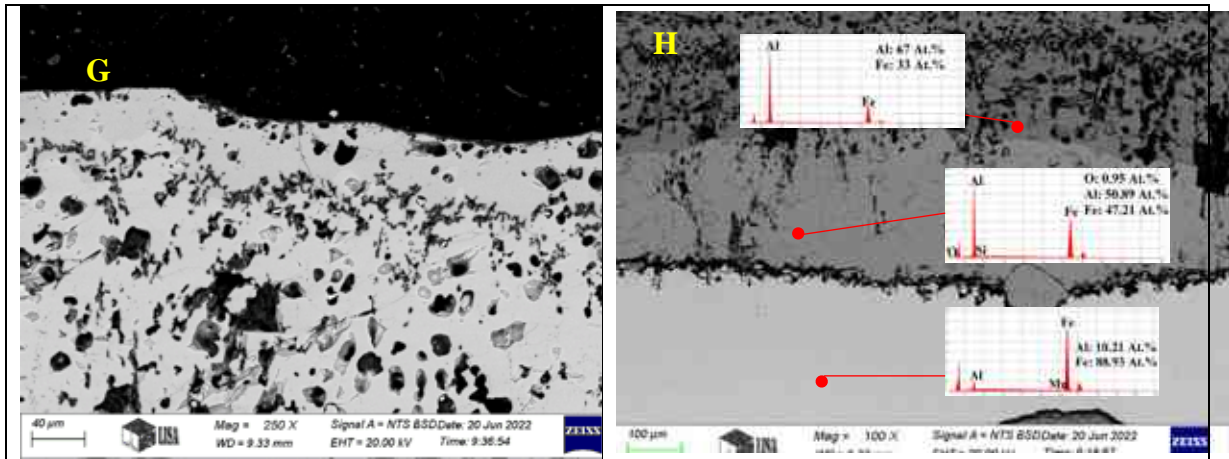 G
40 µm
LISA
Mag = 250 X
WD = 9.33 mm
Signal A = NTS BSD
EHT = 20.00 kV
Date: 20 Jun 2022
Time: 9:36:54
ZEISS
H
Al
Fe
Al: 67 At.%
Fe: 33 At.%
Al
O
Si
Fe
O: 0.95 At.%
Al: 50.89 At.%
Fe: 47.21 At.%
Fe
Al
Al: 10.21 At.%
Fe: 88.93 At.%
100 µm
LISA
Mag = 100 X
Signal A = NTS BSD
Date: 20 Jun 2022
ZEISS